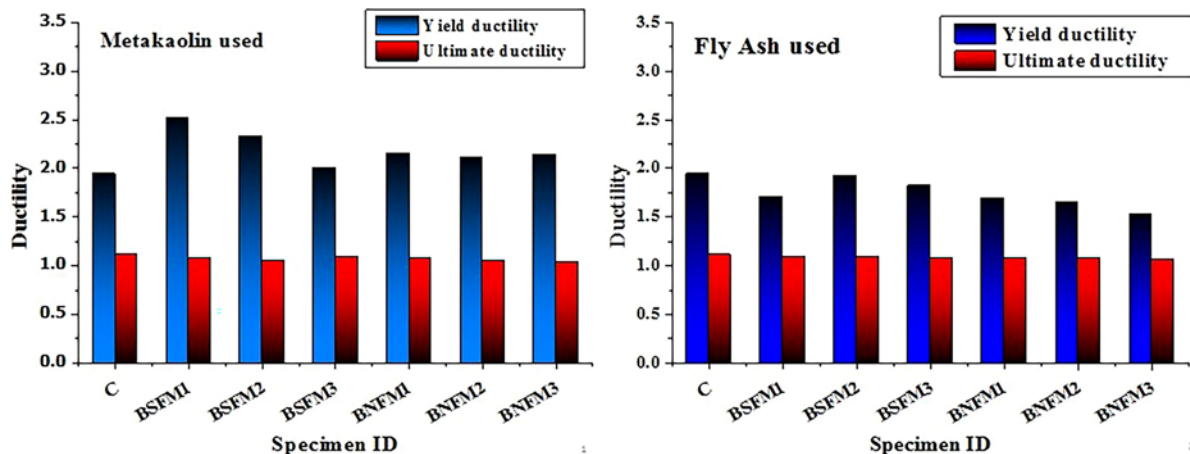 Metakaolin used
Yield ductility
Ultimate ductility
Ductility
3.5
3.0
2.5
2.0
1.5
1.0
0.5
0.0
C
BSFM1
BSFM2
BSFM3
BNFM1
BNFM2
BNFM3
Specimen ID
Fly Ash used
Yield ductility
Ultimate ductility
Ductility
3.5
3.0
2.5
2.0
1.5
1.0
0.5
0.0
C
BSFM1
BSFM2
BSFM3
BNFM1
BNFM2
BNFM3
Specimen ID